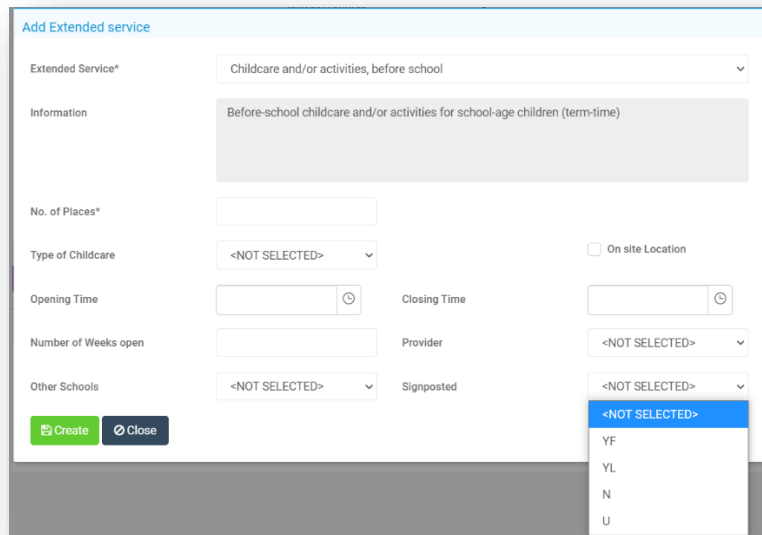 Add Extended service
Extended Service*
Childcare and/or activities, before school
Information
Before-school childcare and/or activities for school-age children (term-time)
No. of Places*
Type of Childcare
<NOT SELECTED>
On site Location
Opening Time
Closing Time
Number of Weeks open
Provider
<NOT SELECTED>
Other Schools
<NOT SELECTED>
Signposted
<NOT SELECTED>
<NOT SELECTED>
YF
YL
N
U
Create
Close